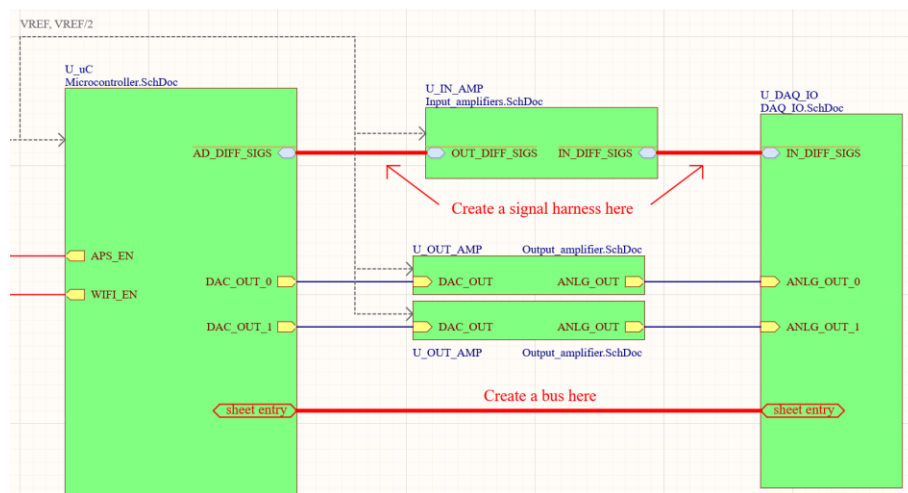 VREF, VREF/2
U_uC
Microcontroller.SchDoc
U_IN_AMP
Input_amplifiers.SchDoc
U_DAQ_IO
DAQ_IO.SchDoc
AD_DIFF_SIGS
OUT_DIFF_SIGS
IN_DIFF_SIGS
IN_DIFF_SIGS
Create a signal harness here
APS_EN
WIFI_EN
U_OUT_AMP
Output_amplifier.SchDoc
DAC_OUT_0
DAC_OUT
ANLG_OUT
ANLG_OUT_0
DAC_OUT_1
DAC_OUT
ANLG_OUT
ANLG_OUT_1
U_OUT_AMP
Output_amplifier.SchDoc
Create a bus here
sheet entry
sheet entry